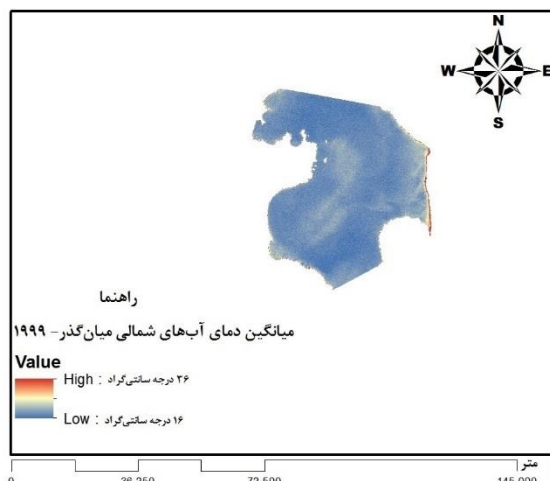 N
W E
S
راهنما
میانگین دمای آب‌های شمالی میان‌گذر- ۱۹۹۹
Value
High : ۳۶ درجه سانتی‌گراد
Low : ۱۶ درجه سانتی‌گراد
متر
0 36,250 72,500 145,000